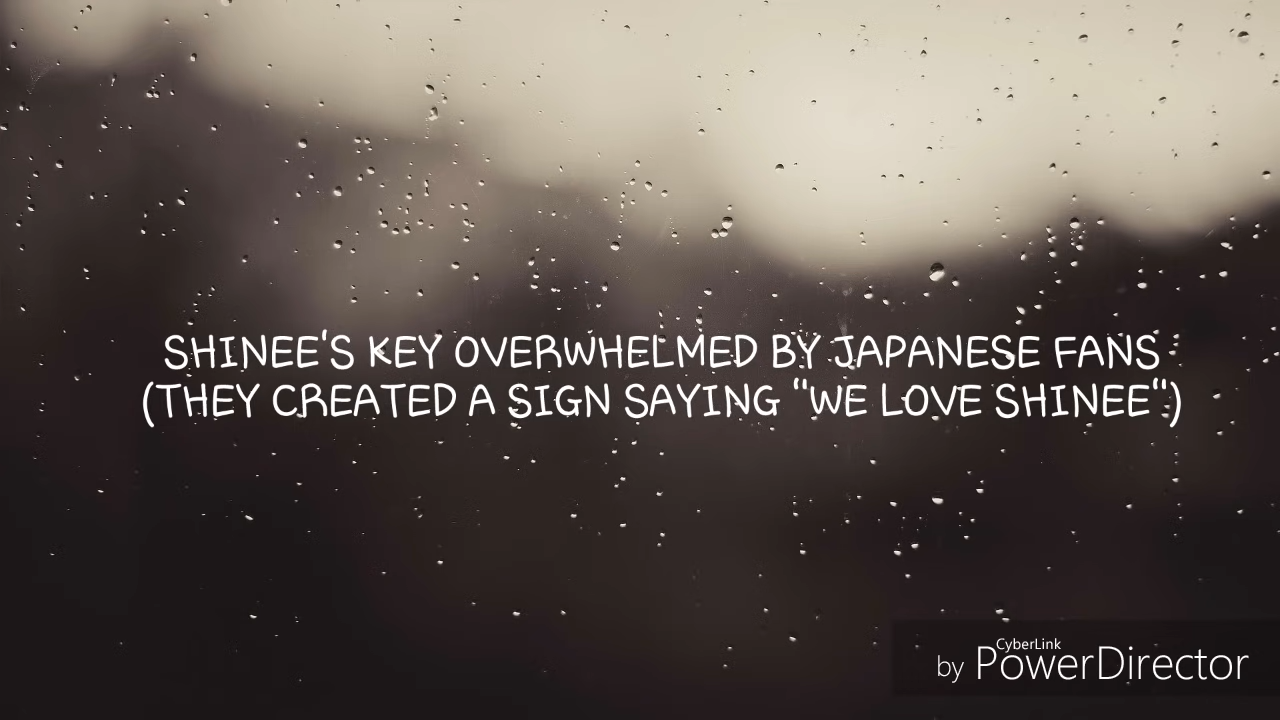 SHINEE'S KEY OVERWHELMED BY JAPANESE FANS
(THEY CREATED A SIGN SAYING "WE LOVE SHINEE")
CyberLink
by PowerDirector